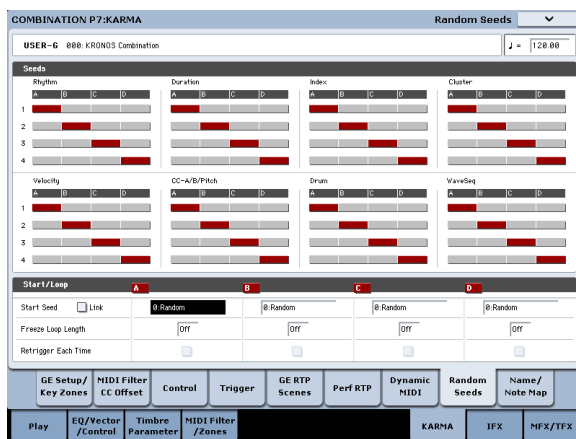 COMBINATION P7:KARMA Random Seeds
USER-G 000: KRONOS Combination ♩ = 120.00
Seeds
Rhythm Duration Index Cluster
A B C D A B C D A B C D A B C D
1
2
3
4
Velocity CC-A/B/Pitch Drum WaveSeq
A B C D A B C D A B C D A B C D
1
2
3
4
Start/Loop A B C D
Start Seed Link 0:Random 0:Random 0:Random 0:Random
Freeze Loop Length Off Off Off Off
Retrigger Each Time
GE Setup/ Key Zones MIDI Filter CC Offset Control Trigger GE RTP Scenes Perf RTP Dynamic MIDI Random Seeds Name/ Note Map
Play EQ/Vector /Control Timbre Parameter MIDI Filter /Zones KARMA IFX MFX/TFX